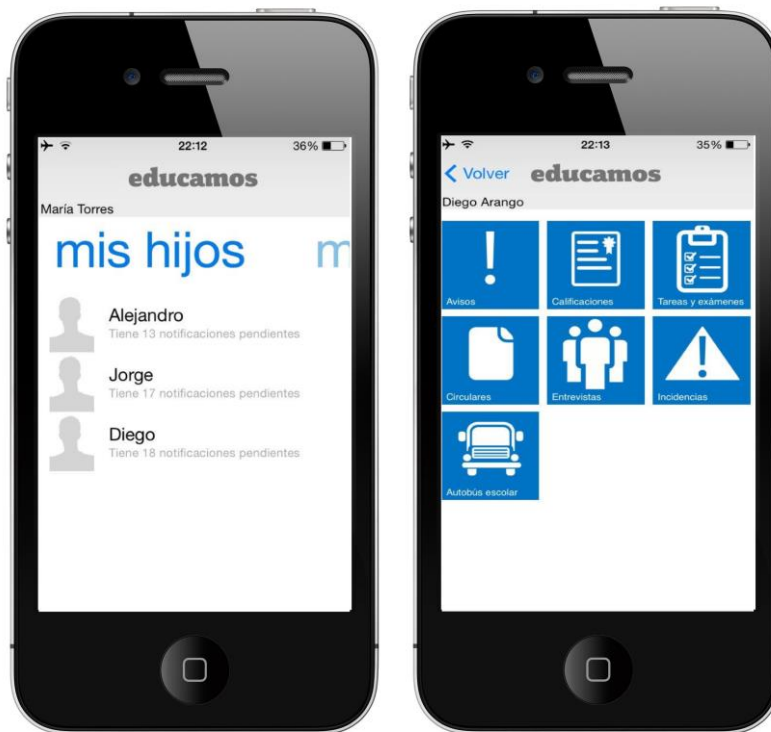 22:12
36%
educamos
María Torres
mis hijos
m
Alejandro
Tiene 13 notificaciones pendientes
Jorge
Tiene 17 notificaciones pendientes
Diego
Tiene 18 notificaciones pendientes
22:13
35%
Volver
educamos
Diego Arango
Avisos
Calificaciones
Tareas y exámenes
Circulares
Entrevistas
Incidencias
Autobús escolar